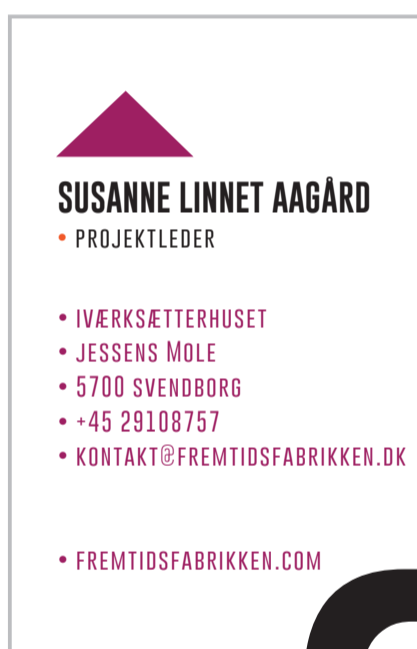 SUSANNE LINNET AAGÅRD
• PROJEKTLEDER
• IVÆRKSÆTTERHUSET
• JESSENS MOLE
• 5700 SVENDBORG
• +45 29108757
• KONTAKT@FREMTIDSFABRIKKEN.DK
• FREMTIDSFABRIKKEN.COM